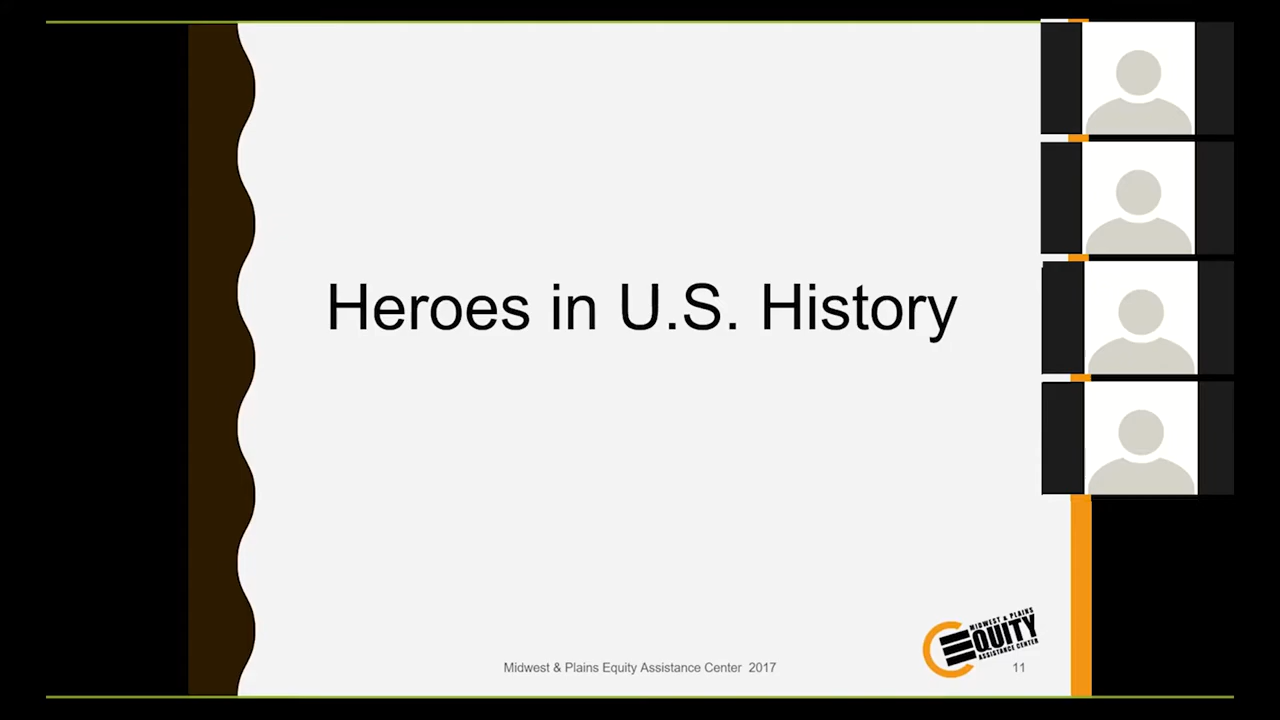 Heroes in U.S. History
MIDWEST & PLAINS
EQUITY
ASSISTANCE CENTER
Midwest & Plains Equity Assistance Center 2017
11